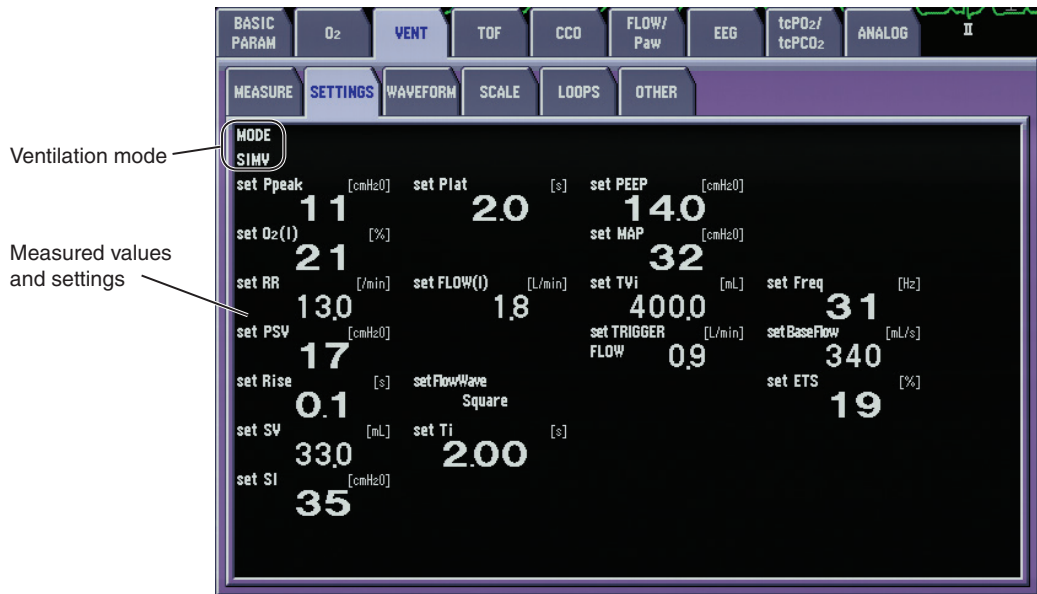 BASIC PARAM O₂ VENT TOF CCO FLOW/ Paw EEG tcPO₂/ tcPCO₂ ANALOG II
MEASURE SETTINGS WAVEFORM SCALE LOOPS OTHER
MODE
SIMV
Ventilation mode
set Ppeak [cmH₂O] set Plat [s] set PEEP [cmH₂O]
11 2.0 14.0
set O₂(I) [%] set MAP [cmH₂O]
21 32
Measured values
and settings
set RR [/min] set FLOW(I) [L/min] set TVi [mL] set Freq [Hz]
13.0 1.8 400.0 31
set PSV [cmH₂O] set TRIGGER [L/min] set BaseFlow [mL/s]
17 FLOW 0.9 340
set Rise [s] set FlowWave set ETS [%]
0.1 Square 19
set SV [mL] set Ti [s]
33.0 2.00
set SI [cmH₂O]
35